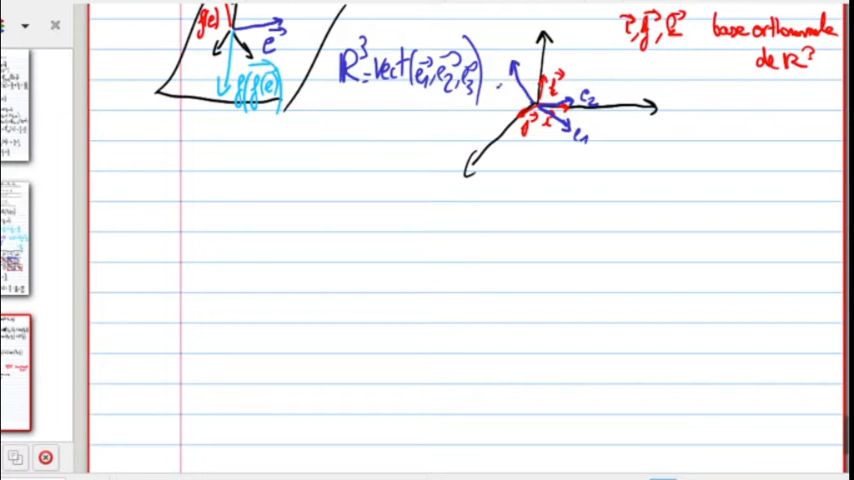 i, j, k base orthonormale
de R³
f(e)
e
R³=vect(e1, e2, e3)
f(f(e))
k
e2
j
i
e1